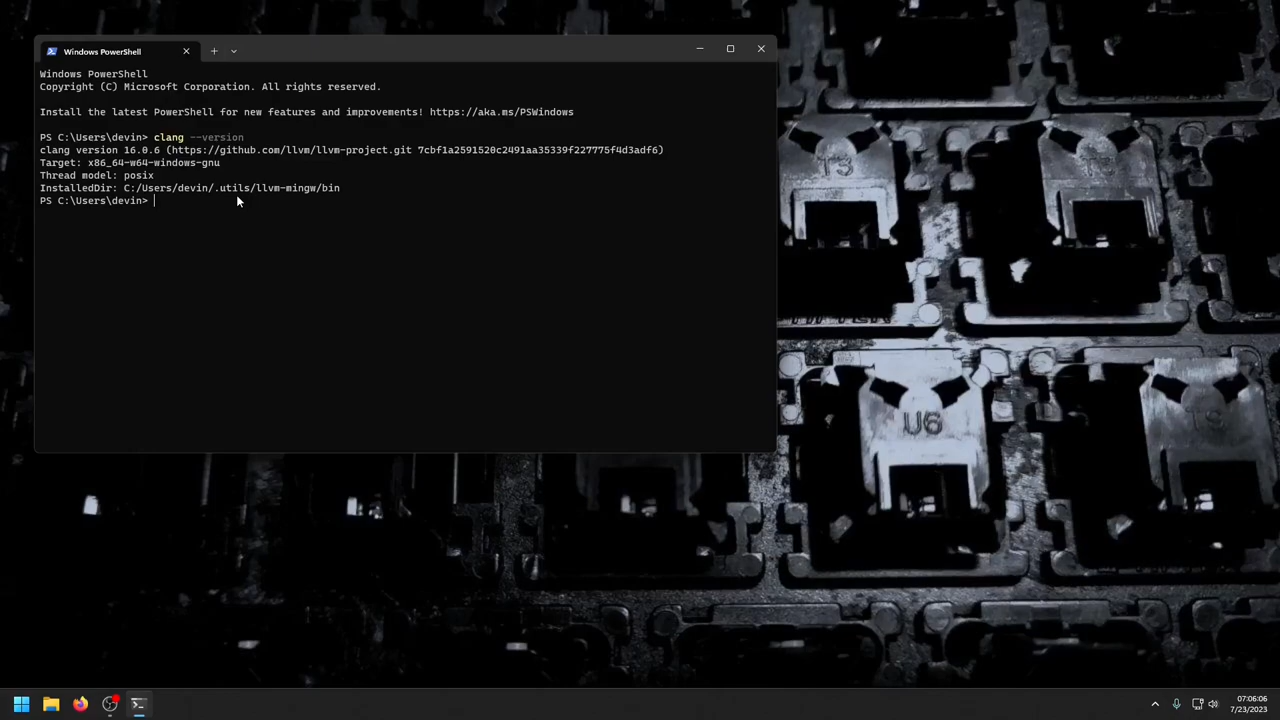 Windows PowerShell
Windows PowerShell
Copyright (C) Microsoft Corporation. All rights reserved.
Install the latest PowerShell for new features and improvements! https://aka.ms/PSWindows
PS C:\Users\devin> clang --version
clang version 16.0.6 (https://github.com/llvm/llvm-project.git 7cbf1a2591520c2491aa35339f227775f4d3adf6)
Target: x86_64-w64-windows-gnu
Thread model: posix
InstalledDir: C:/Users/devin/.utils/llvm-mingw/bin
PS C:\Users\devin>
T3
T3
U6
07:06:06
7/23/2023